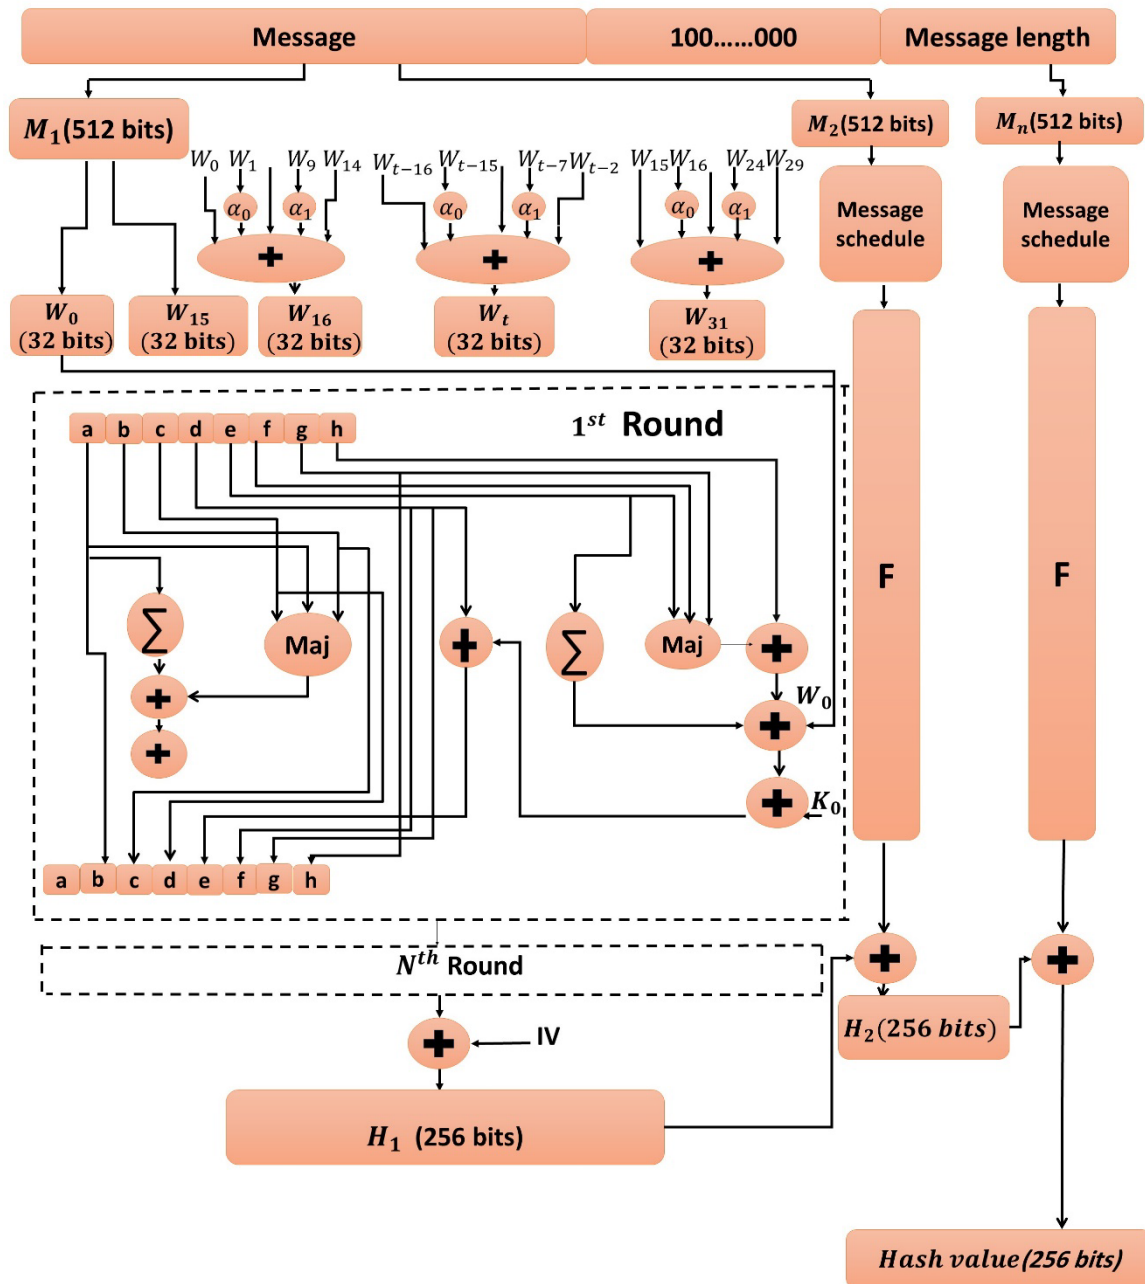 Message 100......000 Message length
M₁(512 bits)
M₂(512 bits)
Mₙ(512 bits)
W₀ W₁ W₉ W₁₄
Wₜ₋₁₆ Wₜ₋₁₅ Wₜ₋₇ Wₜ₋₂
W₁₅ W₁₆ W₂₄ W₂₉
α₀ α₁
α₀ α₁
α₀ α₁
+
+
+
Message
schedule
Message
schedule
W₀
(32 bits)
W₁₅
(32 bits)
W₁₆
(32 bits)
Wₜ
(32 bits)
W₃₁
(32 bits)
1ˢᵗ Round
a b c d e f g h
F
F
∑
Maj
+
∑
Maj
+
+
W₀
+
+
+
K₀
a b c d e f g h
Nᵗʰ Round
+
+
H₂(256 bits)
+
IV
H₁ (256 bits)
Hash value(256 bits)